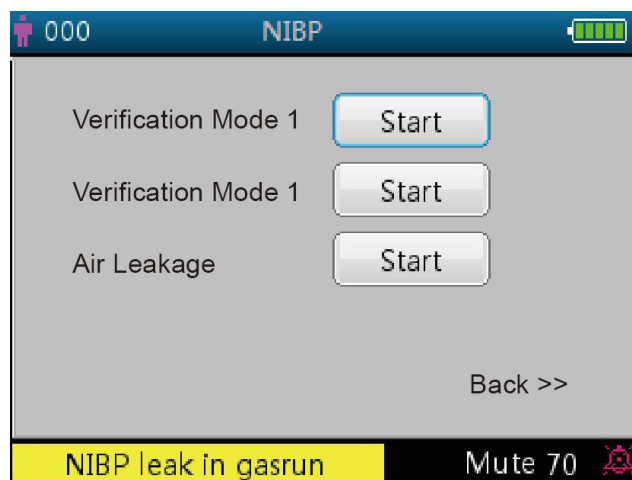 000 NIBP
Verification Mode 1 Start
Verification Mode 1 Start
Air Leakage Start
Back >>
NIBP leak in gasrun Mute 70